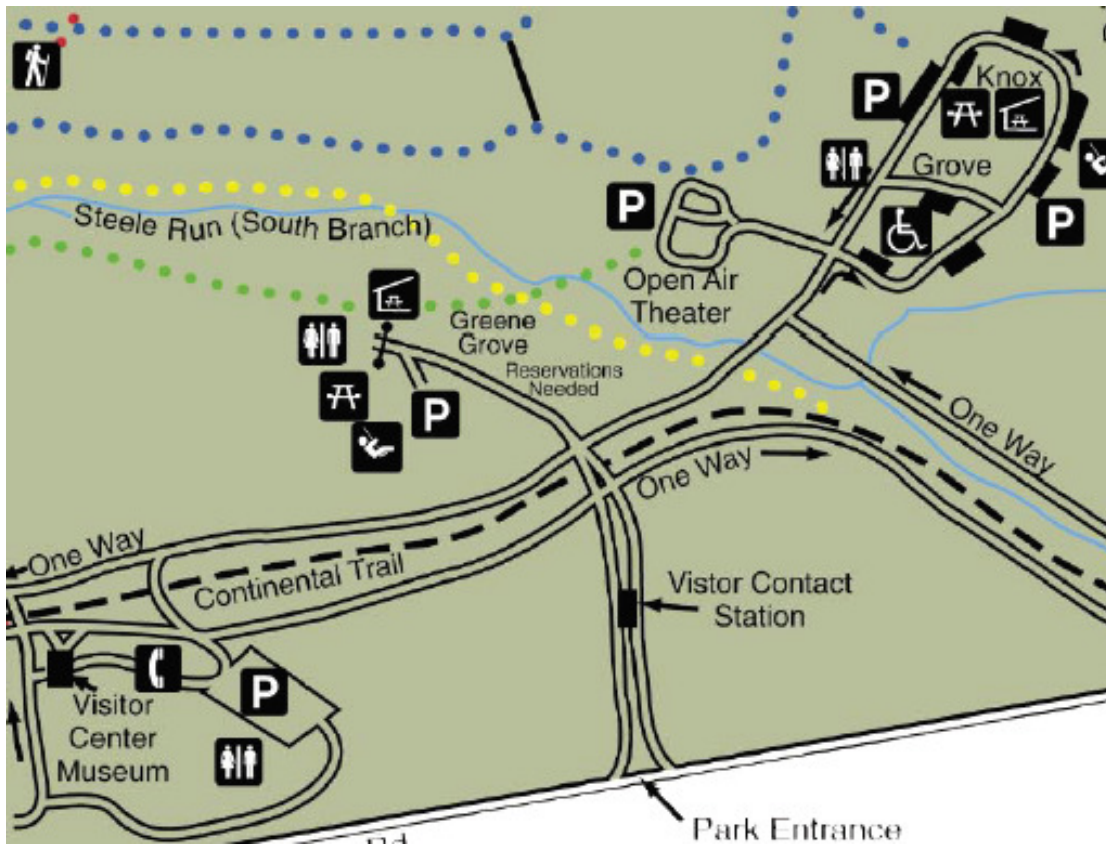 Knox
Grove
P
P
P
Steele Run (South Branch)
Open Air
Theater
Greene
Grove
Reservations
Needed
P
One Way
One Way
One Way
Continental Trail
Vistor Contact
Station
P
Visitor
Center
Museum
Park Entrance
Rd